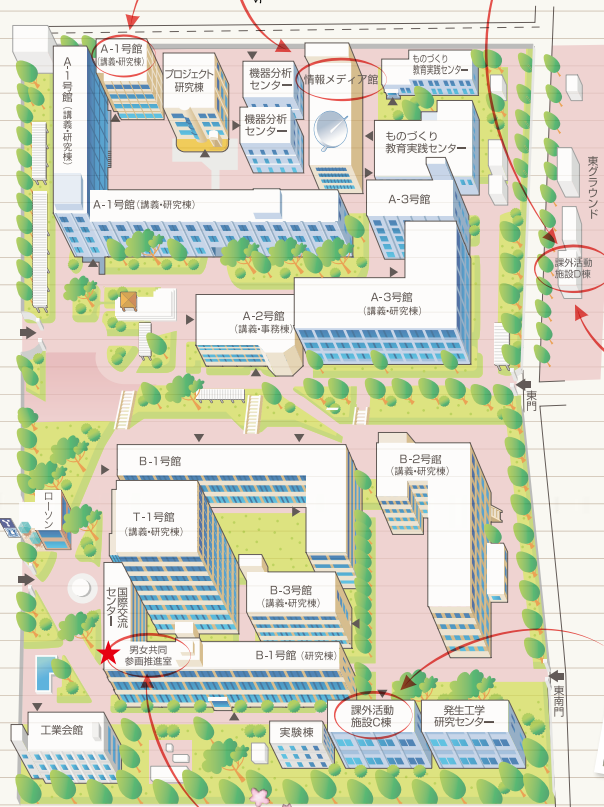 A-1号館
(講義・研究棟)
A-1号館(講義・研究棟)
プロジェクト
研究棟
機器分析
センター
機器分析
センター
情報メディア館
ものづくり
教育実践センター
ものづくり
教育実践センター
A-1号館(講義・研究棟)
A-3号館
東グラウンド
課外活動
施設D棟
A-3号館
(講義・研究棟)
A-2号館
(講義・事務棟)
東門
B-1号館
B-2号館
(講義・研究棟)
ローソン
T-1号館
(講義・研究棟)
国際交流
センター
B-3号館
(講義・研究棟)
男女共同
参画推進室
B-1号館(研究棟)
東南門
課外活動
施設C棟
発生工学
研究センター
工業会館
実験棟